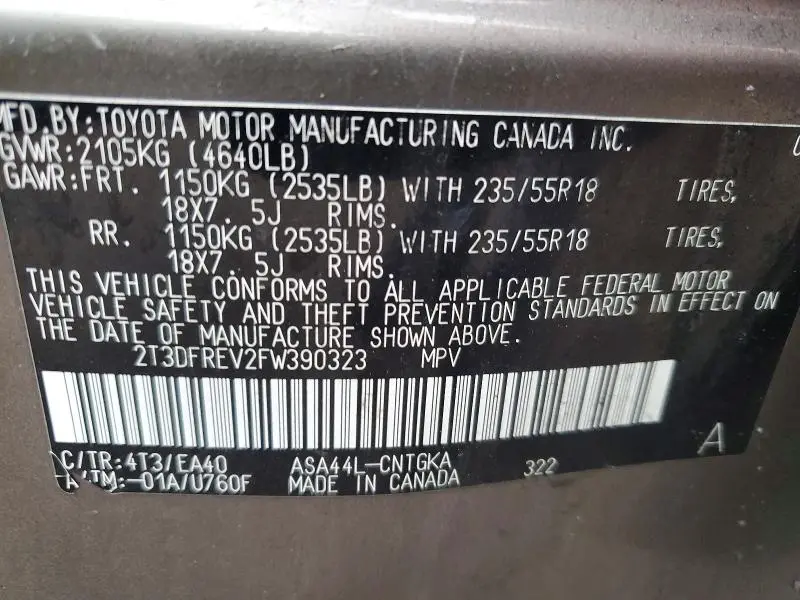 MFD.BY:TOYOTA MOTOR MANUFACTURING CANADA INC.
GVWR:2105KG (4640LB)
GAWR:FRT. 1150KG (2535LB) WITH 235/55R18 TIRES,
18X7.5J RIMS.
RR. 1150KG (2535LB) WITH 235/55R18 TIRES,
18X7.5J RIMS.
THIS VEHICLE CONFORMS TO ALL APPLICABLE FEDERAL MOTOR
VEHICLE SAFETY AND THEFT PREVENTION STANDARDS IN EFFECT ON
THE DATE OF MANUFACTURE SHOWN ABOVE.
2T3DFREV2FW390323 MPV
A
C/TR:4T3/EA40 ASA44L-CNTGKA 322
A/TM:-01A/U760F MADE IN CANADA